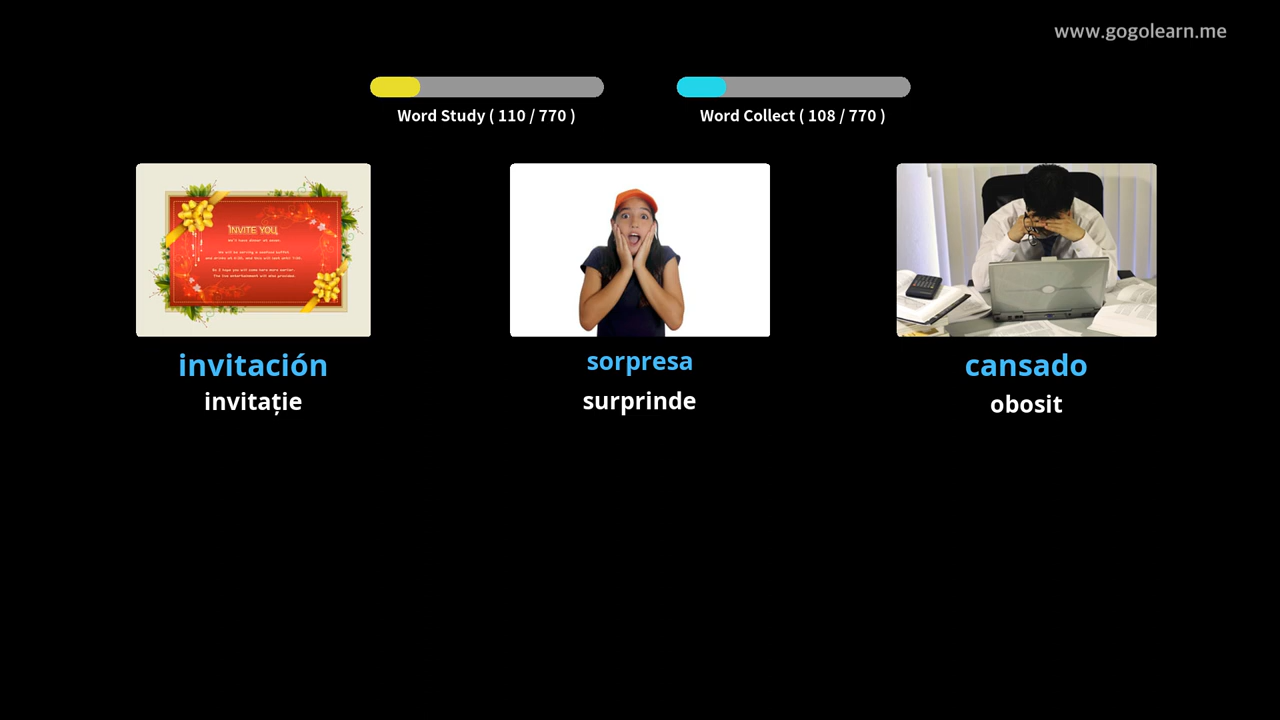 www.gogolearn.me
Word Study ( 110 / 770 )
Word Collect ( 108 / 770 )
INVITE YOU
invitación
invitație
sorpresa
surprinde
cansado
obosit